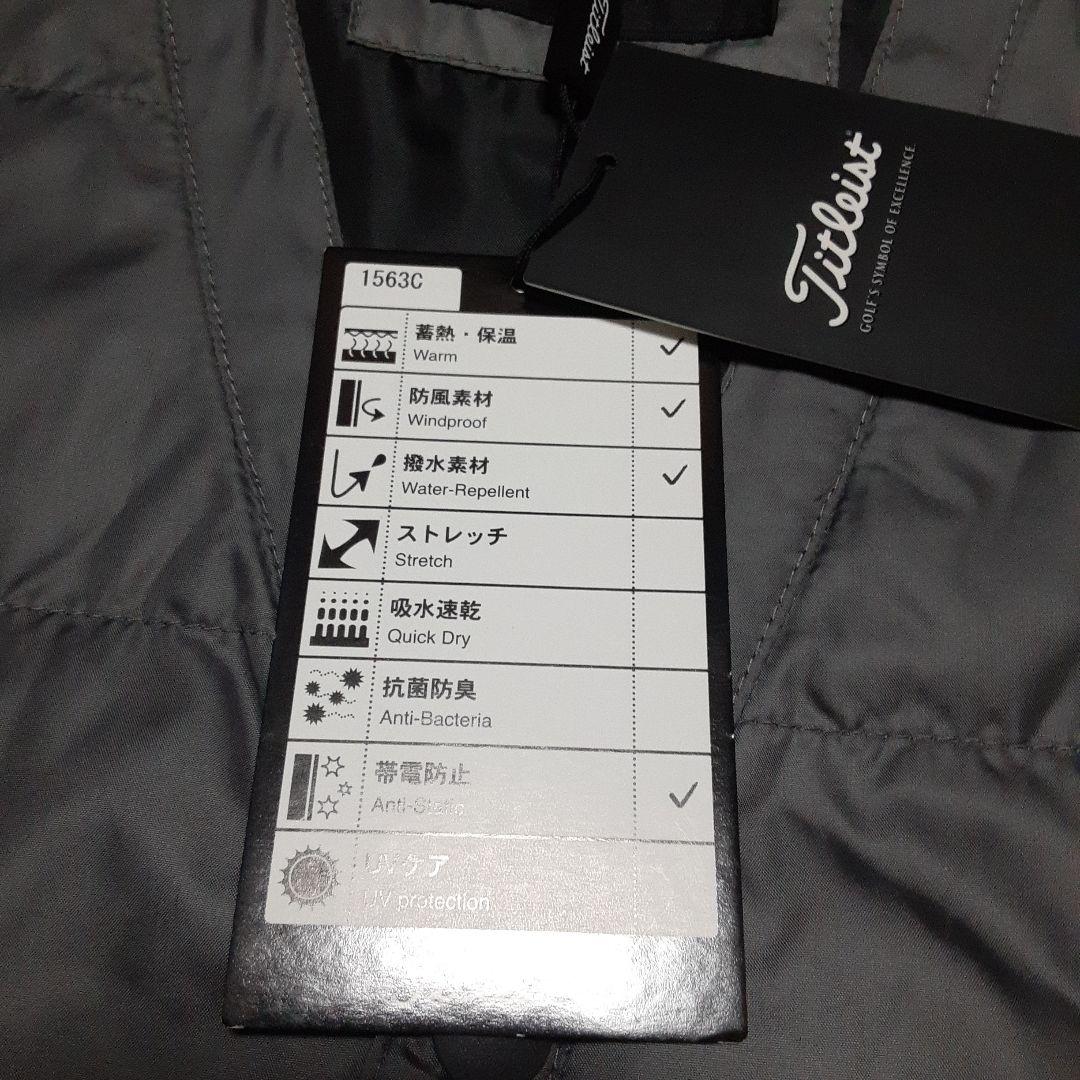 Titleist
Titleist
GOLF'S SYMBOL OF EXCELLENCE
1563C
蓄熱・保温
Warm
防風素材
Windproof
撥水素材
Water-Repellent
ストレッチ
Stretch
吸水速乾
Quick Dry
抗菌防臭
Anti-Bacteria
帯電防止
Anti-Static
UVケア
UV protection